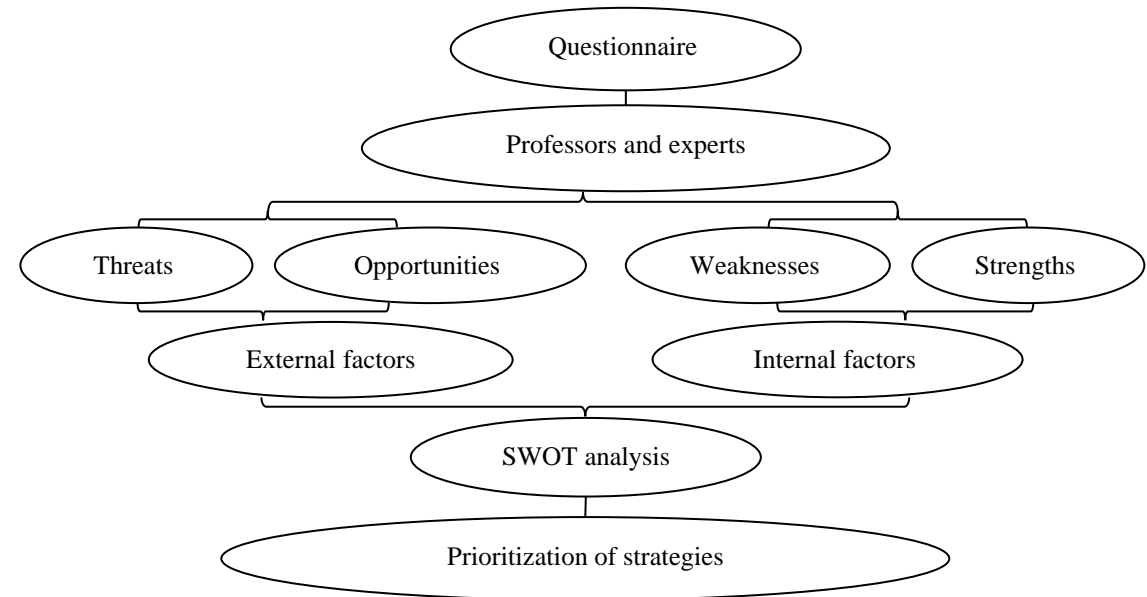 Questionnaire
Professors and experts
Threats
Opportunities
Weaknesses
Strengths
External factors
Internal factors
SWOT analysis
Prioritization of strategies